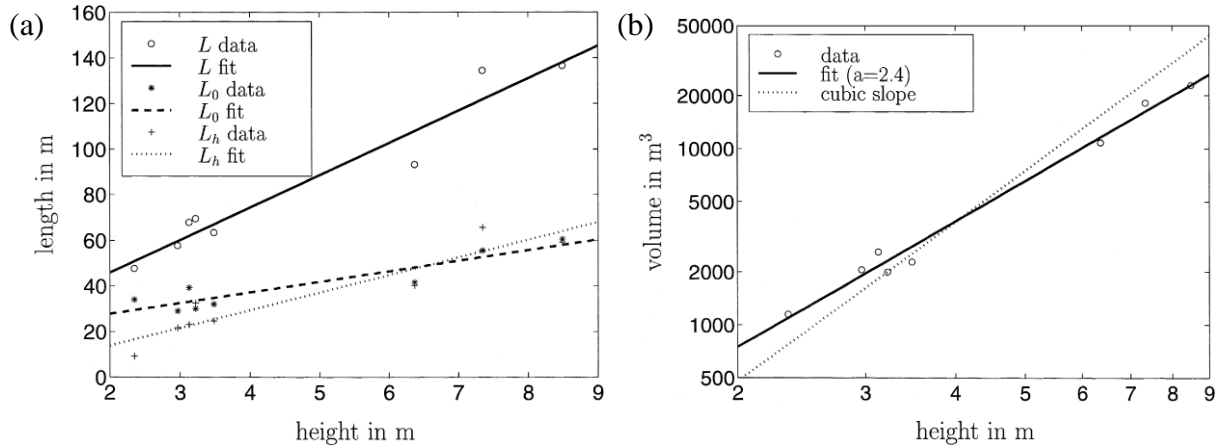 (a)
160
140
120
100
80
60
40
20
0
length in m
L data
L fit
L₀ data
L₀ fit
Lₕ data
Lₕ fit
2 3 4 5 6 7 8 9
height in m
(b)
50000
20000
10000
5000
2000
1000
500
volume in m³
data
fit (a=2.4)
cubic slope
2 3 4 5 6 7 8 9
height in m